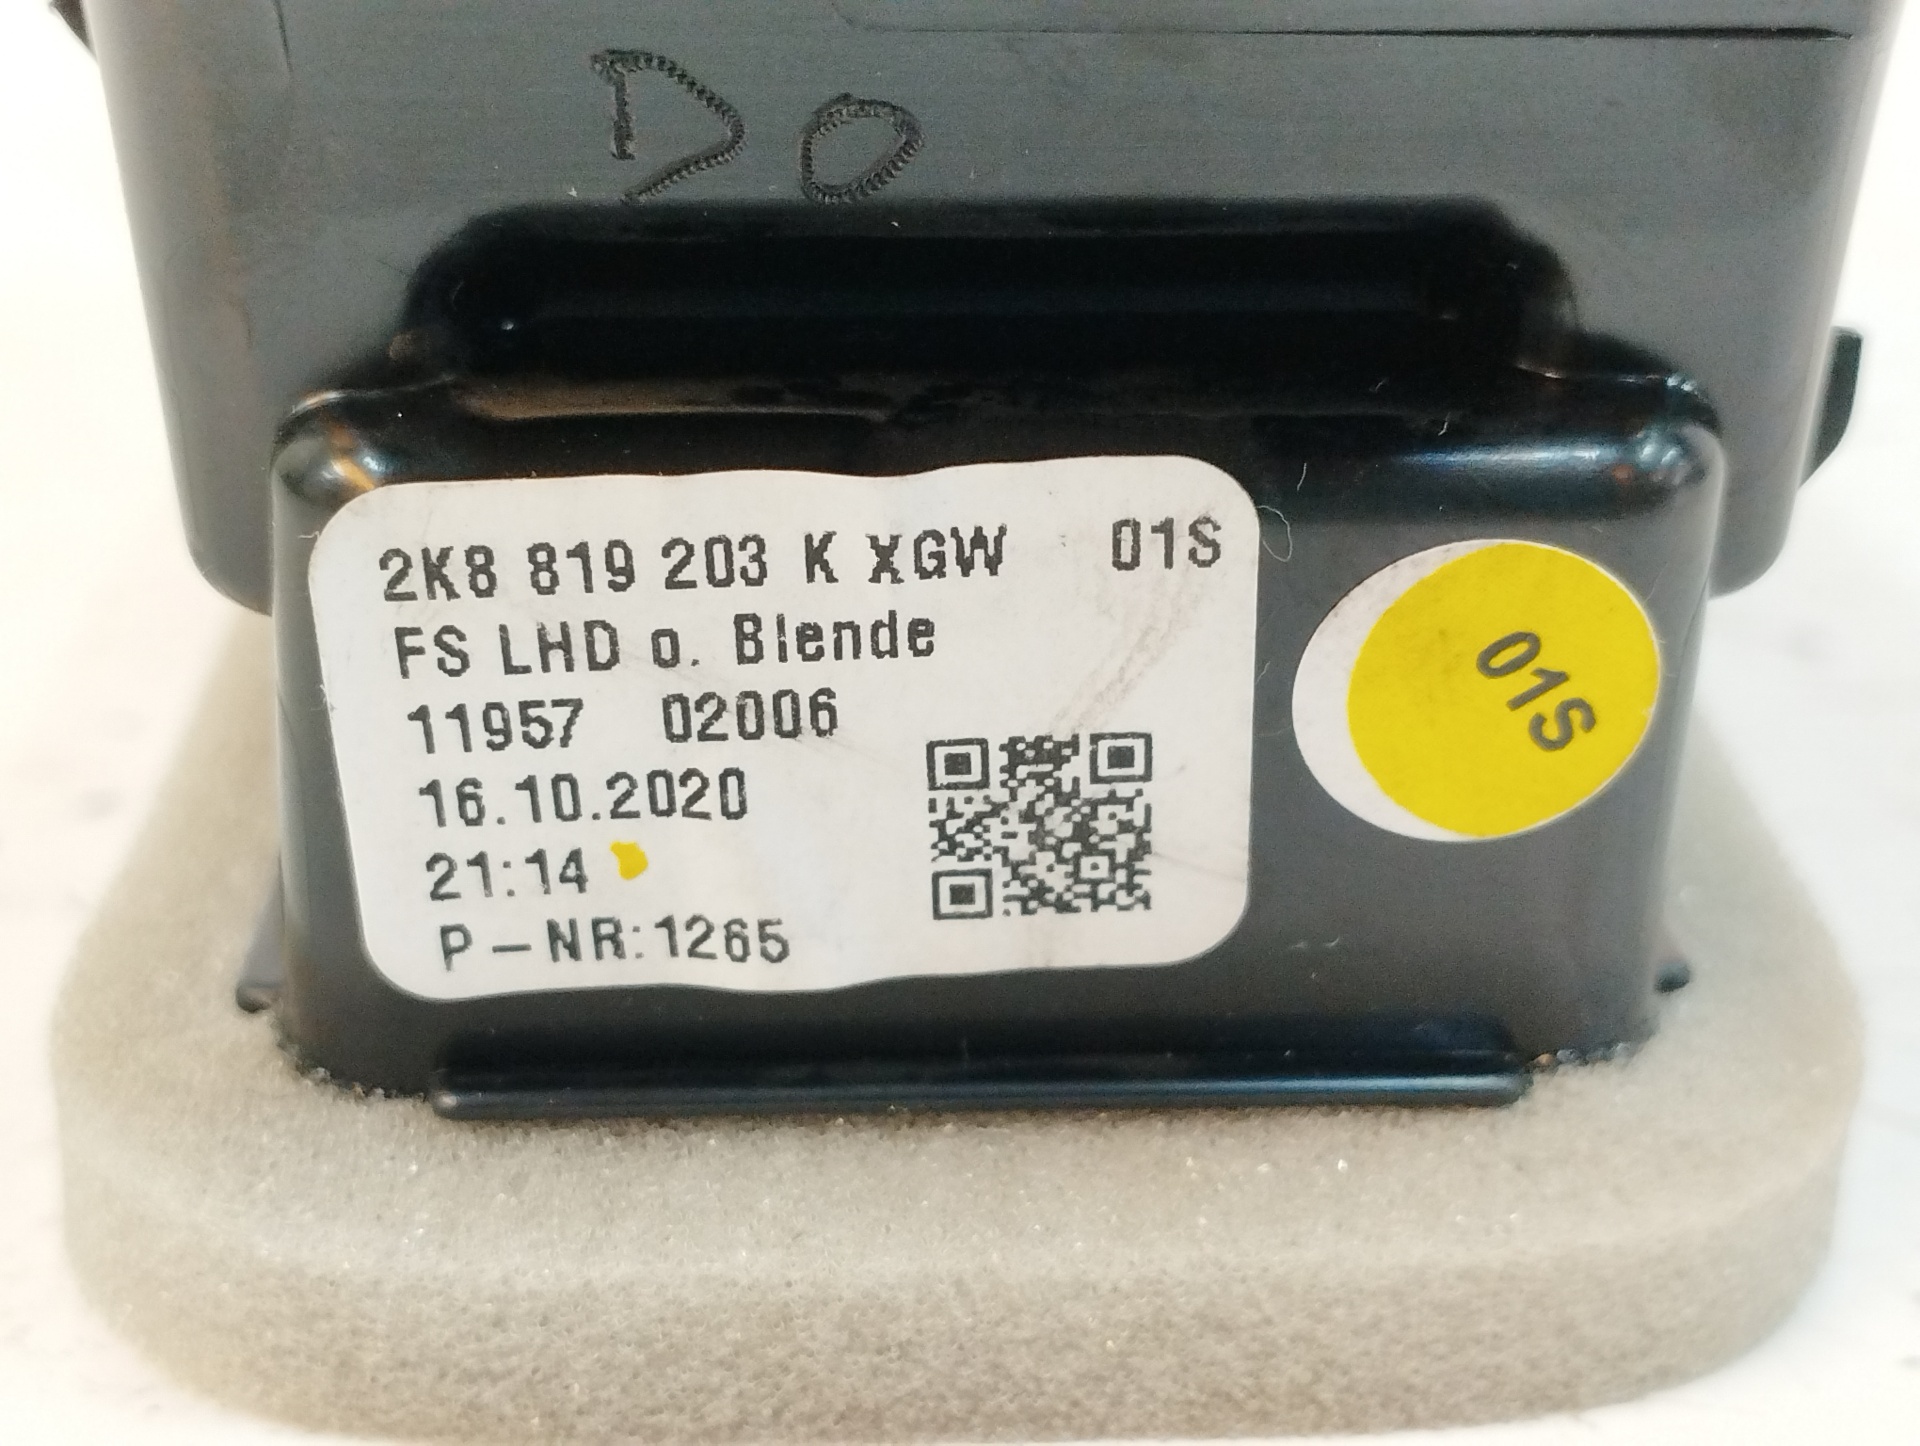 DO
2K8 819 203 K XGW 01S
FS LHD o. Blende
11957 02006
16.10.2020
21:14
P-NR:1265
01S